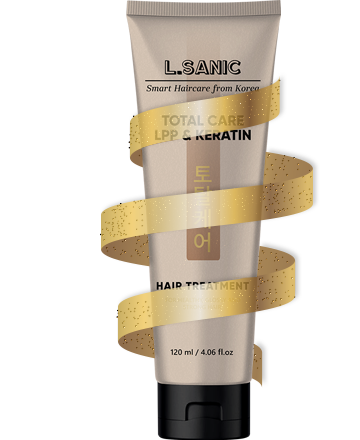 L.SANIC
Smart Haircare from Korea
TOTAL CARE
LPP & KERATIN
토탈케어
HAIR TREATMENT
120 ml / 4.06 fl.oz